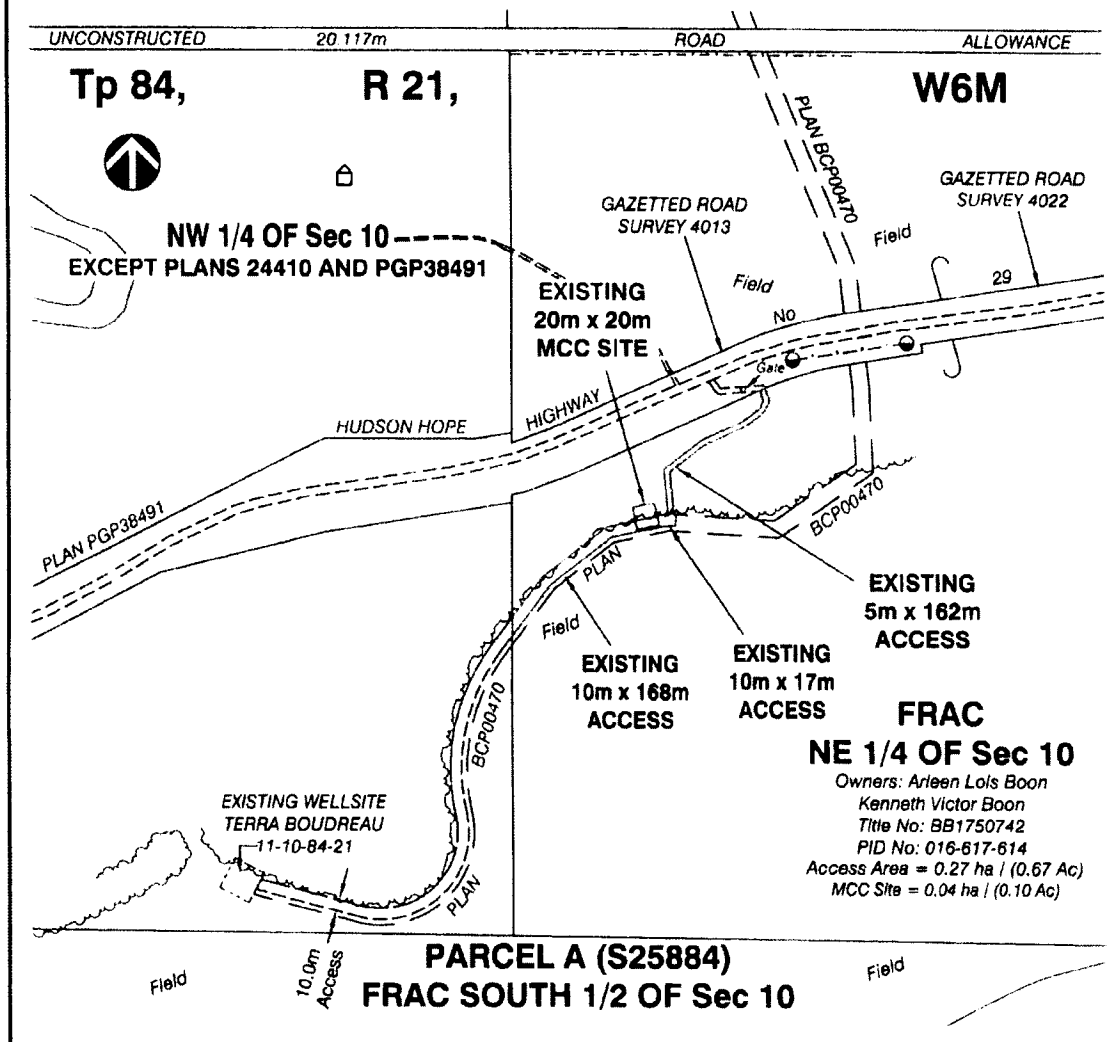 UNCONSTRUCTED 20.117m ROAD ALLOWANCE
Tp 84, R 21, W6M
PLAN BCP00470
GAZETTED ROAD
SURVEY 4013
GAZETTED ROAD
SURVEY 4022
NW 1/4 OF Sec 10
EXCEPT PLANS 24410 AND PGP38491
Field
Field
EXISTING
20m x 20m
MCC SITE
No
29
Gate
HIGHWAY
HUDSON HOPE
PLAN PGP38491
BCP00470
PLAN
Field
EXISTING
5m x 162m
ACCESS
EXISTING
10m x 168m
ACCESS
EXISTING
10m x 17m
ACCESS
BCP00470
PLAN
FRAC
NE 1/4 OF Sec 10
Owners: Arleen Lois Boon
Kenneth Victor Boon
Title No: BB1750742
PID No: 016-617-614
Access Area = 0.27 ha / (0.67 Ac)
MCC Site = 0.04 ha / (0.10 Ac)
EXISTING WELLSITE
TERRA BOUDREAU
11-10-84-21
10.0m
Access
Field
PARCEL A (S25884)
FRAC SOUTH 1/2 OF Sec 10
Field